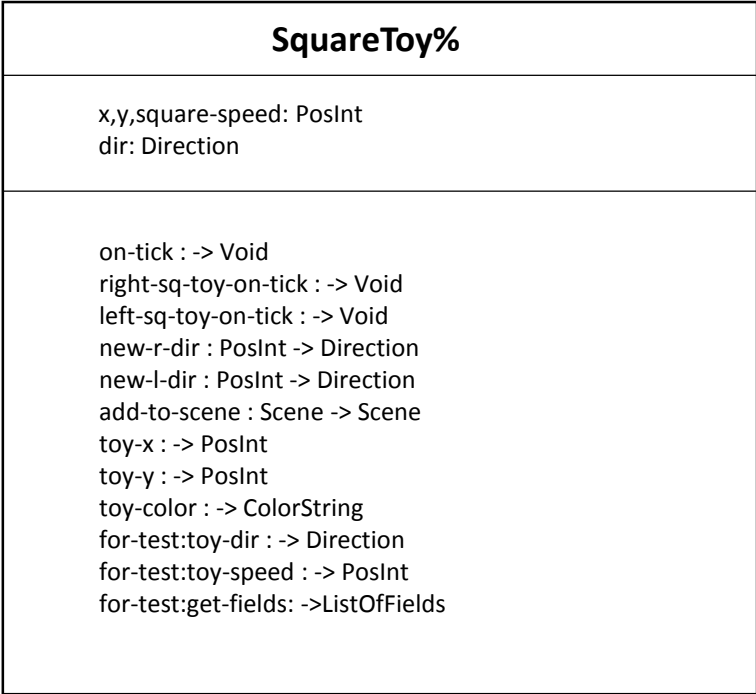 SquareToy%
x,y,square-speed: PosInt
dir: Direction
on-tick : -> Void
right-sq-toy-on-tick : -> Void
left-sq-toy-on-tick : -> Void
new-r-dir : PosInt -> Direction
new-l-dir : PosInt -> Direction
add-to-scene : Scene -> Scene
toy-x : -> PosInt
toy-y : -> PosInt
toy-color : -> ColorString
for-test:toy-dir : -> Direction
for-test:toy-speed : -> PosInt
for-test:get-fields: ->ListOfFields